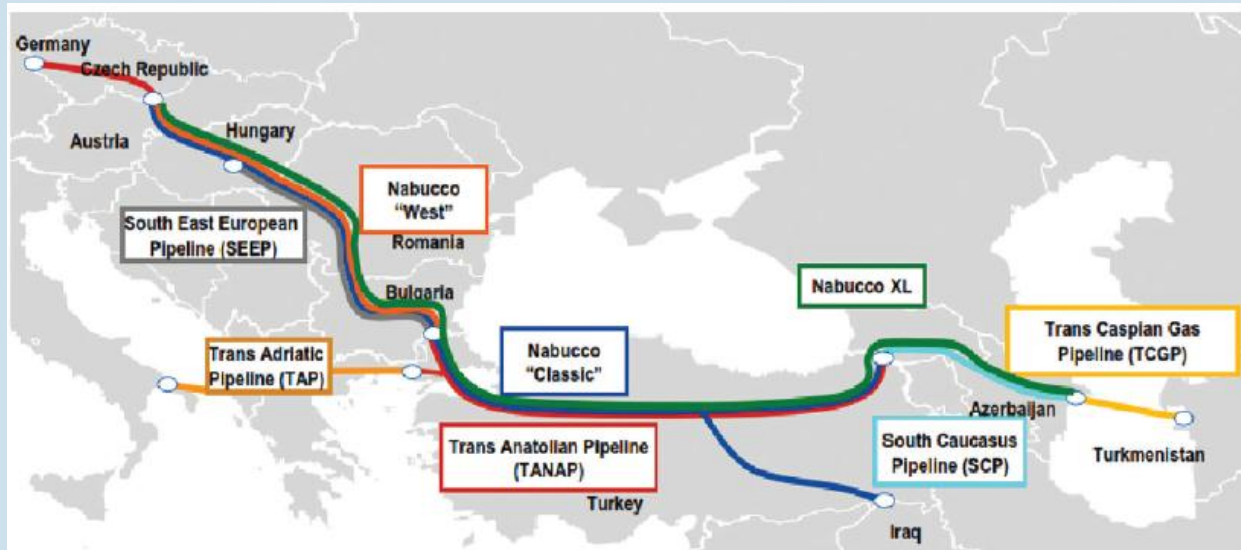 Germany
Czech Republic
Hungary
Austria
Nabucco
“West”
South East European
Pipeline (SEEP)
Romania
Bulgaria
Nabucco XL
Trans Caspian Gas
Pipeline (TCGP)
Trans Adriatic
Pipeline (TAP)
Nabucco
“Classic”
Azerbaijan
South Caucasus
Pipeline (SCP)
Turkmenistan
Trans Anatolian Pipeline
(TANAP)
Turkey
Iraq